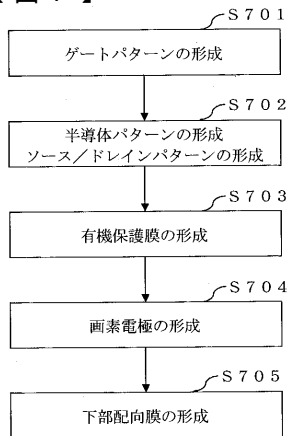 S701
ゲートパターンの形成
S702
半導体パターンの形成
ソース／ドレインパターンの形成
S703
有機保護膜の形成
S704
画素電極の形成
S705
下部配向膜の形成